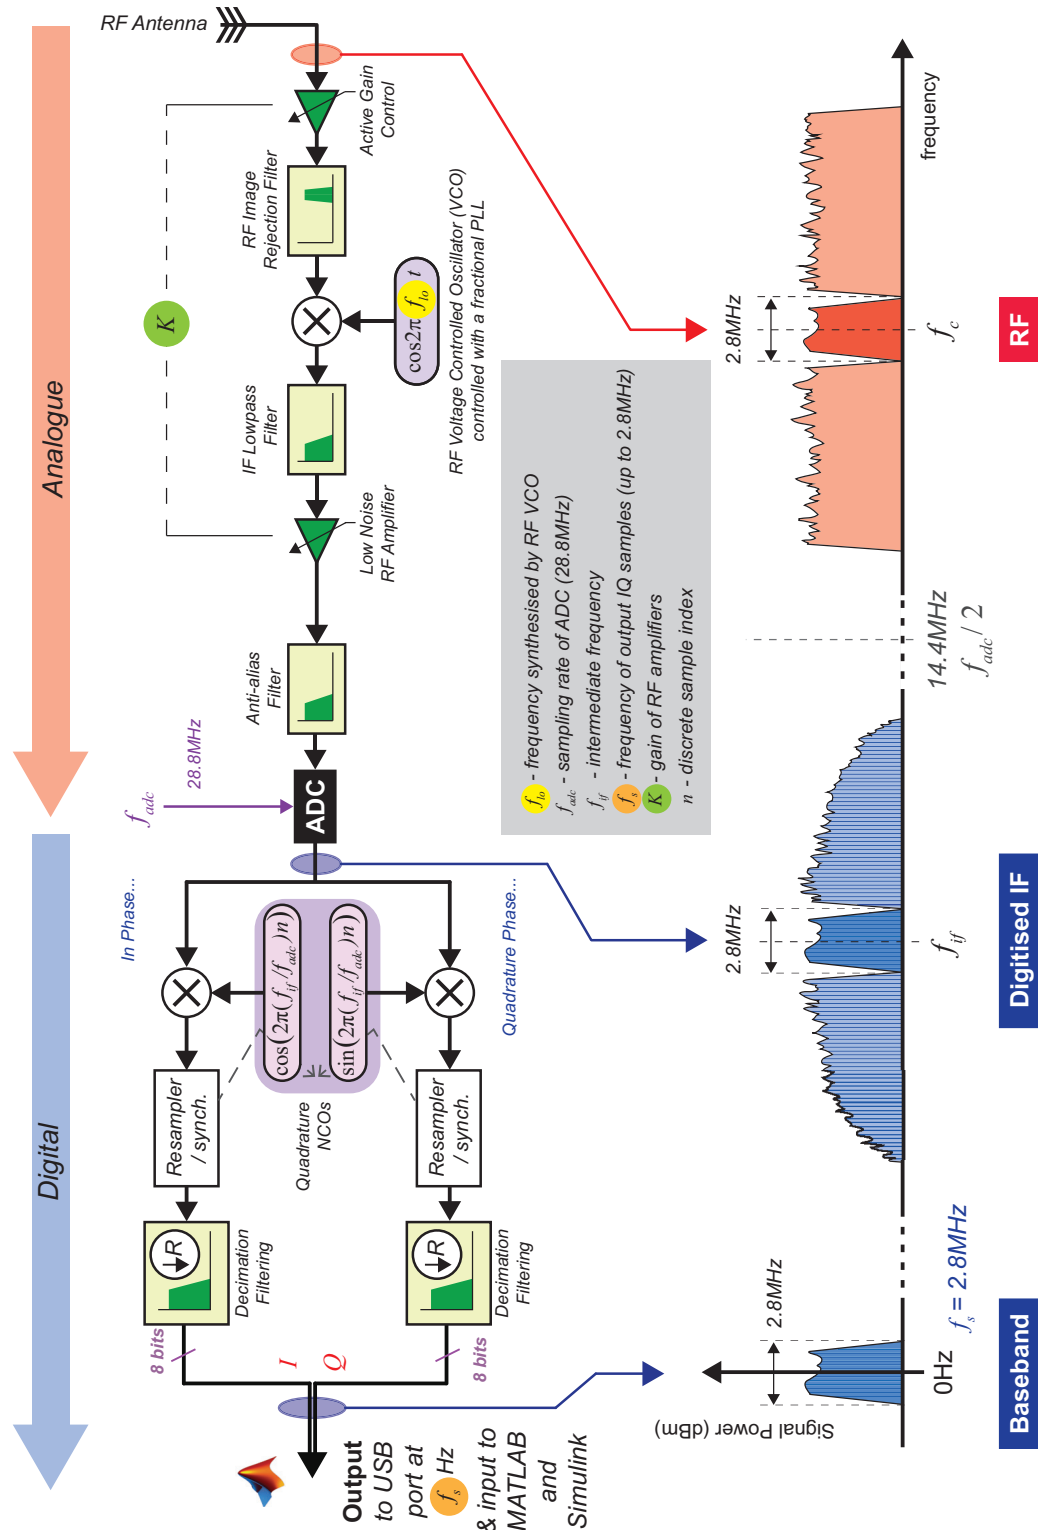 Analogue
Digital
RF Antenna
Active Gain
Control
RF Image
Rejection Filter
cos2π f_lo t
RF Voltage Controlled Oscillator (VCO)
controlled with a fractional PLL
K
IF Lowpass
Filter
Low Noise
RF Amplifier
Anti-alias
Filter
f_adc
28.8MHz
ADC
In Phase...
Quadrature Phase...
cos(2π(f_if/f_adc)n)
sin(2π(f_if/f_adc)n)
Quadrature
NCOs
Resampler
/ synch.
Resampler
/ synch.
R
Decimation
Filtering
R
Decimation
Filtering
8 bits
8 bits
I
Q
Output
to USB
port at
f_s Hz
& input to
MATLAB
and
Simulink
f_lo - frequency synthesised by RF VCO
f_adc - sampling rate of ADC (28.8MHz)
f_if - intermediate frequency
f_s - frequency of output IQ samples (up to 2.8MHz)
K - gain of RF amplifiers
n - discrete sample index
Signal Power (dBm)
2.8MHz
0Hz
f_s = 2.8MHz
Baseband
2.8MHz
f_if
Digitised IF
14.4MHz
f_adc / 2
2.8MHz
f_c
RF
frequency